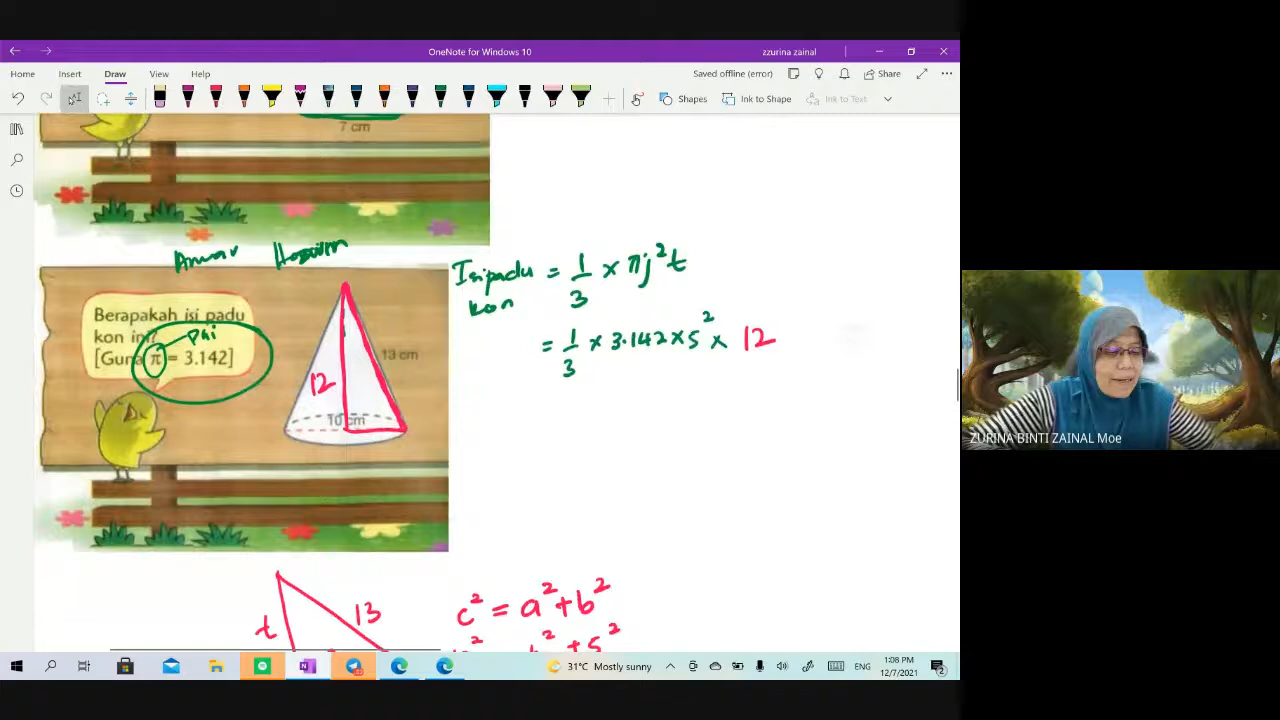 OneNote for Windows 10
zzurina zainal
Home Insert Draw View Help
Saved offline (error)
Share
Shapes
Ink to Shape
Ink to Text
7 cm
Anwar
Isipadu = 1/3 × πj²t
kon
= 1/3 × 3.142 × 5² × 12
Berapakah isi padu
kon ini?
phi
[Guna π = 3.142]
13 cm
12
10 cm
ZURINA BINTI ZAINAL Moe
t
13
c² = a² + b²
31°C Mostly sunny
ENG
1:08 PM
12/7/2021
2